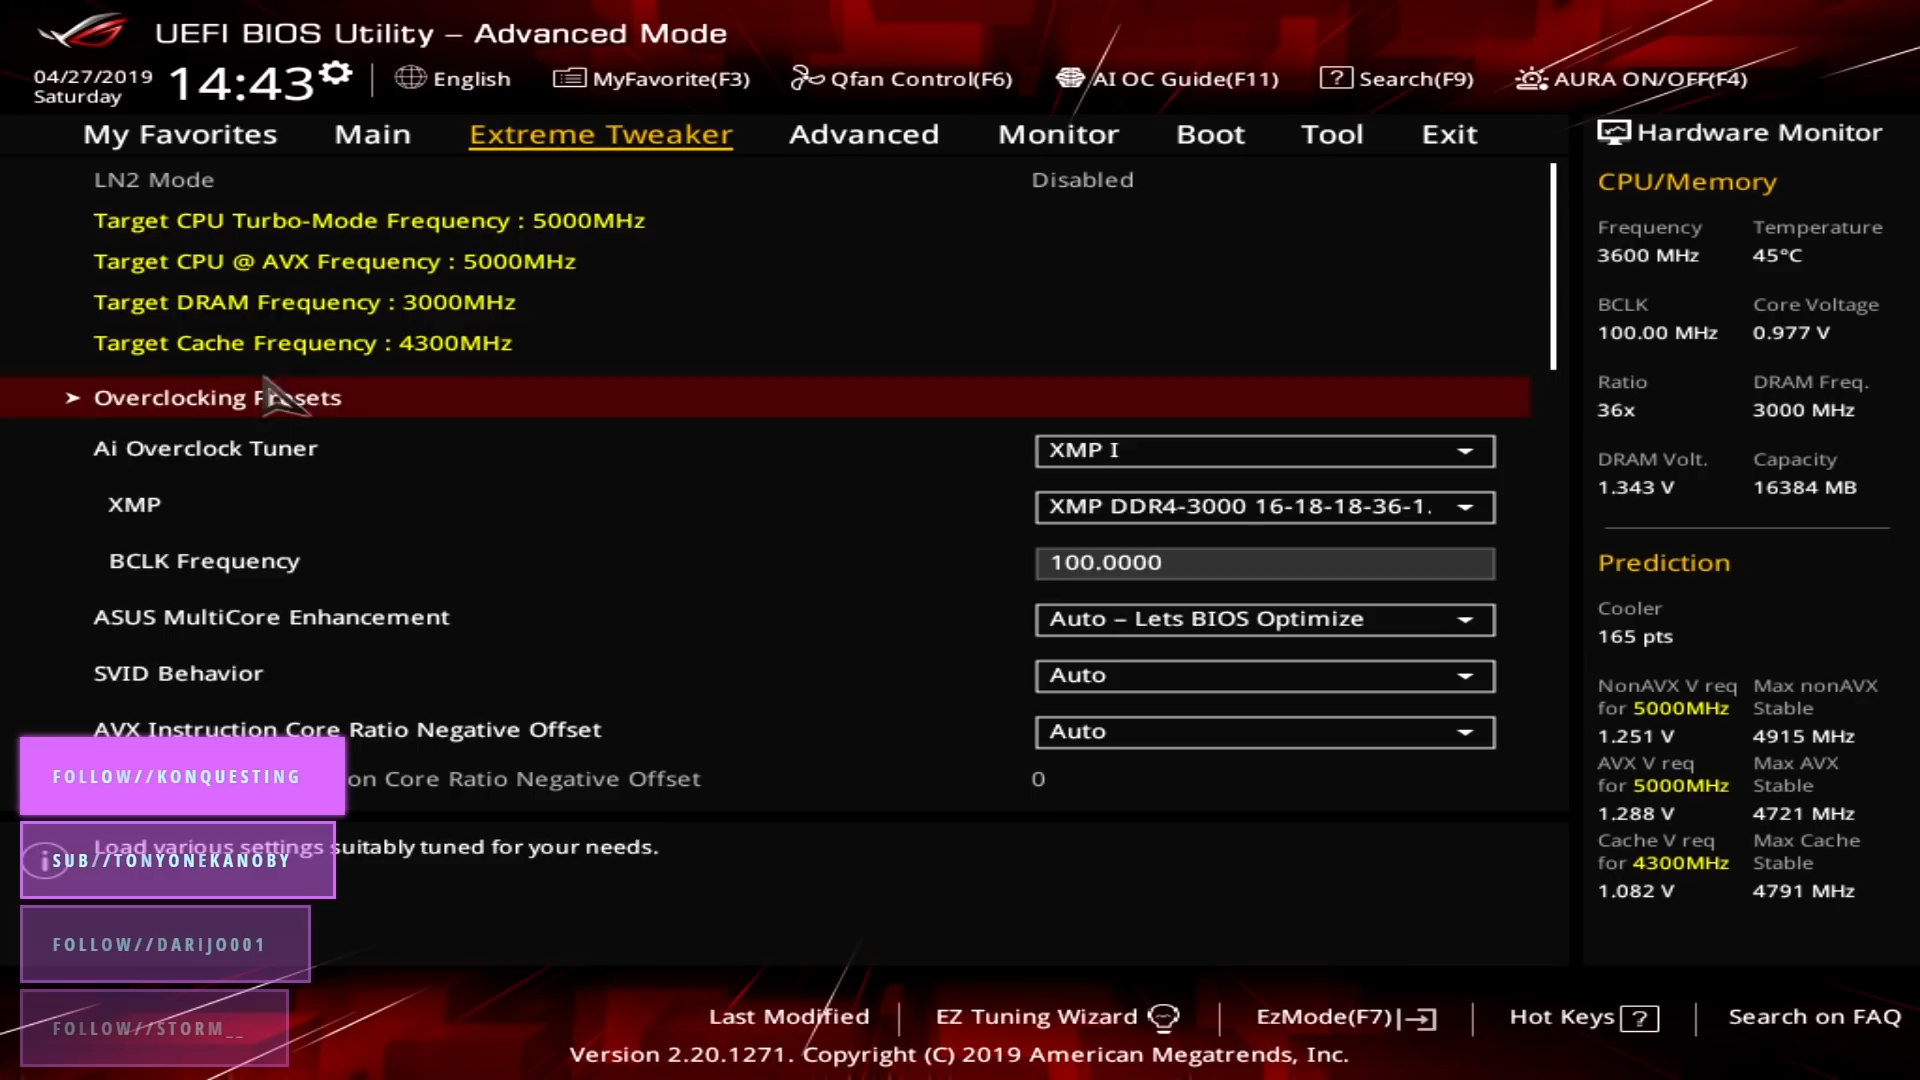 UEFI BIOS Utility – Advanced Mode
04/27/2019
Saturday
14:43
English
MyFavorite(F3)
Qfan Control(F6)
AI OC Guide(F11)
Search(F9)
AURA ON/OFF(F4)
My Favorites
Main
Extreme Tweaker
Advanced
Monitor
Boot
Tool
Exit
LN2 Mode
Disabled
Target CPU Turbo-Mode Frequency : 5000MHz
Target CPU @ AVX Frequency : 5000MHz
Target DRAM Frequency : 3000MHz
Target Cache Frequency : 4300MHz
Overclocking Presets
Ai Overclock Tuner
XMP I
XMP
XMP DDR4-3000 16-18-18-36-1.
BCLK Frequency
100.0000
ASUS MultiCore Enhancement
Auto – Lets BIOS Optimize
SVID Behavior
Auto
AVX Instruction Core Ratio Negative Offset
Auto
on Core Ratio Negative Offset
0
Load various settings suitably tuned for your needs.
FOLLOW//KONQUESTING
SUB//TONYONEKANOBY
FOLLOW//DARIJO001
FOLLOW//STORM__
Hardware Monitor
CPU/Memory
Frequency
Temperature
3600 MHz
45°C
BCLK
Core Voltage
100.00 MHz
0.977 V
Ratio
DRAM Freq.
36x
3000 MHz
DRAM Volt.
Capacity
1.343 V
16384 MB
Prediction
Cooler
165 pts
NonAVX V req
for 5000MHz
Max nonAVX
Stable
1.251 V
4915 MHz
AVX V req
for 5000MHz
Max AVX
Stable
1.288 V
4721 MHz
Cache V req
for 4300MHz
Max Cache
Stable
1.082 V
4791 MHz
Last Modified
EZ Tuning Wizard
EzMode(F7)
Hot Keys ?
Search on FAQ
Version 2.20.1271. Copyright (C) 2019 American Megatrends, Inc.